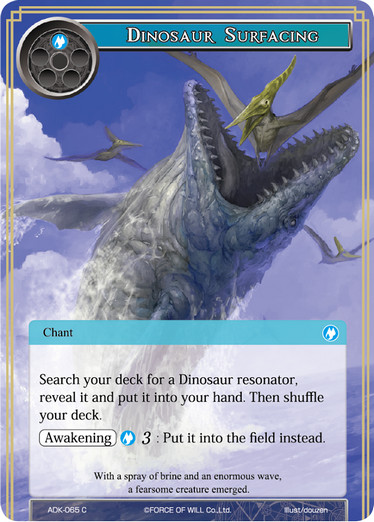 Dinosaur Surfacing
Chant
Search your deck for a Dinosaur resonator,
reveal it and put it into your hand. Then shuffle
your deck.
Awakening 3 : Put it into the field instead.
With a spray of brine and an enormous wave,
a fearsome creature emerged.
ADK-065 C ©FORCE OF WILL Co.,Ltd. Illust/douzen